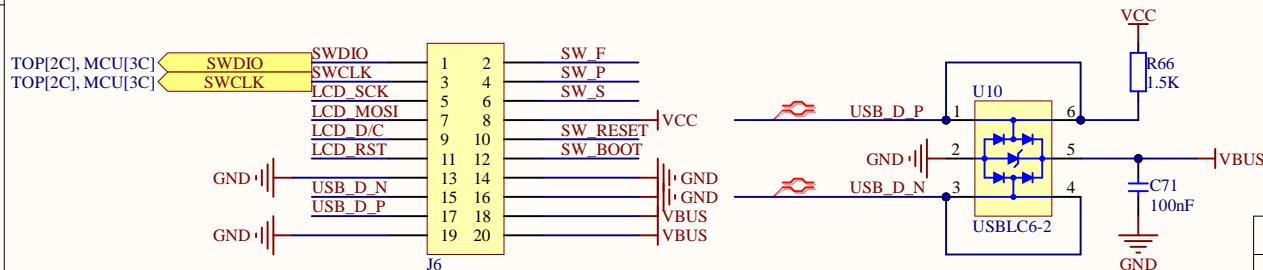 VCC
SWDIO SW_F
TOP[2C], MCU[3C] SWDIO 1 2 R66
SWCLK SW_P
TOP[2C], MCU[3C] SWCLK 3 4 1.5K
LCD_SCK 5 6 SW_S U10
LCD_MOSI 7 8 VCC USB_D_P 1 6
LCD_D/C 9 10 SW_RESET
LCD_RST 11 12 SW_BOOT GND 2 5 VBUS
GND 13 14 GND
USB_D_N 15 16 GND USB_D_N 3 4 C71
USB_D_P 17 18 VBUS 100nF
GND 19 20 VBUS USBLC6-2
J6 GND